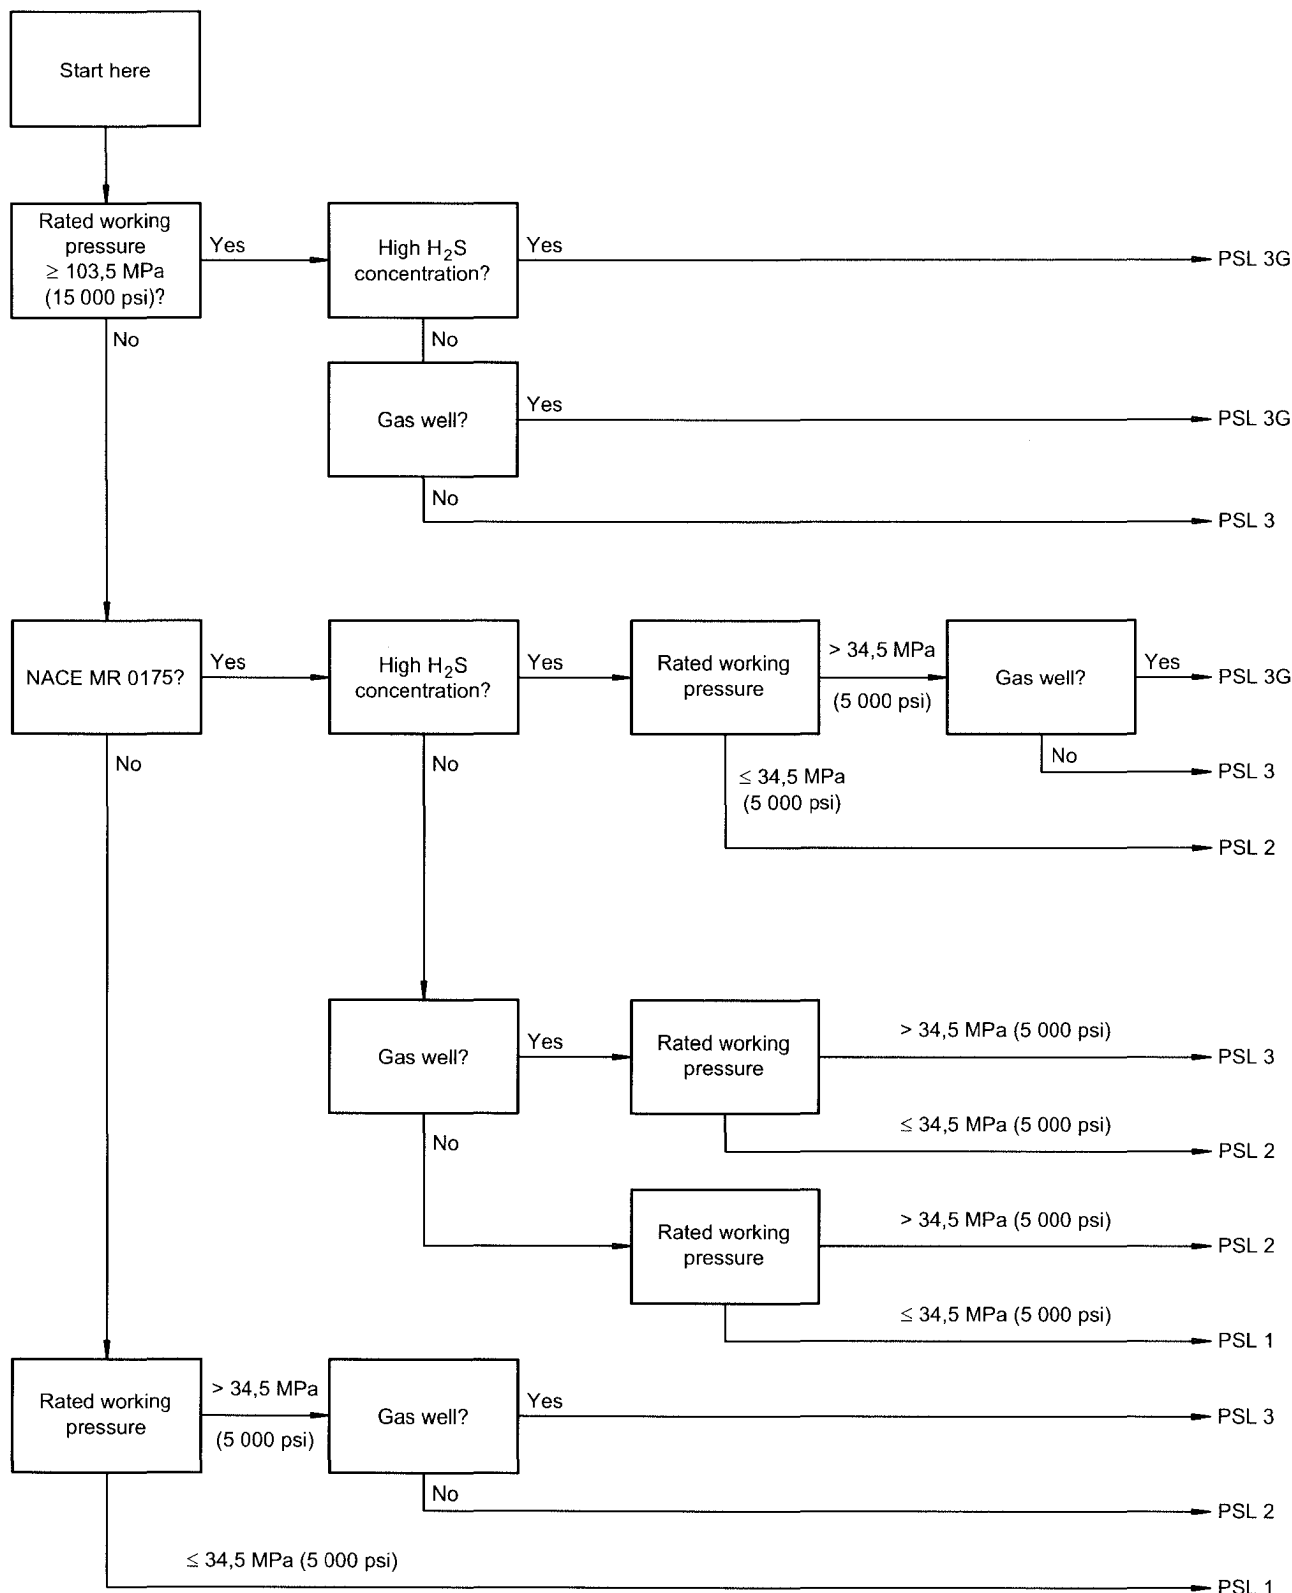 Start here
Rated working
pressure
≥ 103,5 MPa
(15 000 psi)?
Yes
High H₂S
concentration?
Yes
PSL 3G
No
No
Gas well?
Yes
PSL 3G
No
PSL 3
NACE MR 0175?
Yes
High H₂S
concentration?
Yes
Rated working
pressure
> 34,5 MPa
(5 000 psi)
Gas well?
Yes
PSL 3G
No
No
≤ 34,5 MPa
(5 000 psi)
No
PSL 3
PSL 2
Gas well?
Yes
Rated working
pressure
> 34,5 MPa (5 000 psi)
PSL 3
≤ 34,5 MPa (5 000 psi)
PSL 2
No
Rated working
pressure
> 34,5 MPa (5 000 psi)
PSL 2
≤ 34,5 MPa (5 000 psi)
PSL 1
Rated working
pressure
> 34,5 MPa
(5 000 psi)
Gas well?
Yes
PSL 3
No
PSL 2
≤ 34,5 MPa (5 000 psi)
PSL 1